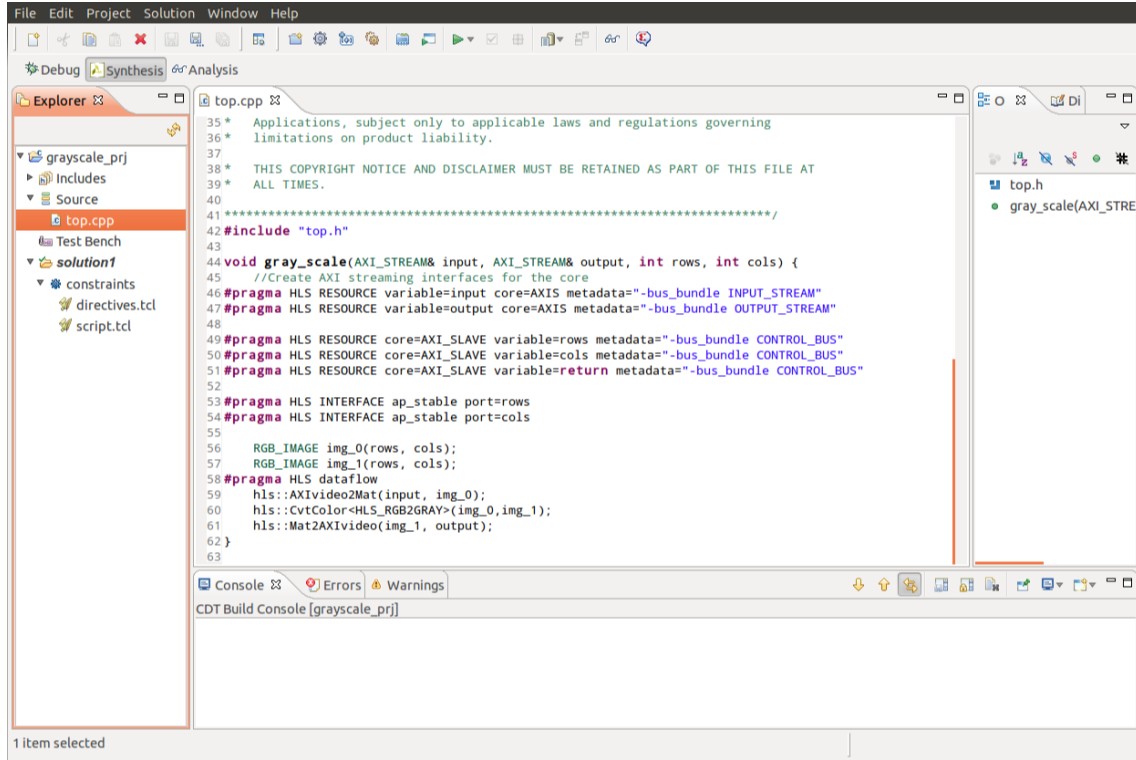 File Edit Project Solution Window Help
Debug Synthesis Analysis
Explorer
grayscale_prj
Includes
Source
top.cpp
Test Bench
solution1
constraints
directives.tcl
script.tcl
top.cpp
35 *   Applications, subject only to applicable laws and regulations governing
36 *   limitations on product liability.
37
38 *   THIS COPYRIGHT NOTICE AND DISCLAIMER MUST BE RETAINED AS PART OF THIS FILE AT
39 *   ALL TIMES.
40
41 ***************************************************************************/
42 #include "top.h"
43
44 void gray_scale(AXI_STREAM& input, AXI_STREAM& output, int rows, int cols) {
45     //Create AXI streaming interfaces for the core
46 #pragma HLS RESOURCE variable=input core=AXIS metadata="-bus_bundle INPUT_STREAM"
47 #pragma HLS RESOURCE variable=output core=AXIS metadata="-bus_bundle OUTPUT_STREAM"
48
49 #pragma HLS RESOURCE core=AXI_SLAVE variable=rows metadata="-bus_bundle CONTROL_BUS"
50 #pragma HLS RESOURCE core=AXI_SLAVE variable=cols metadata="-bus_bundle CONTROL_BUS"
51 #pragma HLS RESOURCE core=AXI_SLAVE variable=return metadata="-bus_bundle CONTROL_BUS"
52
53 #pragma HLS INTERFACE ap_stable port=rows
54 #pragma HLS INTERFACE ap_stable port=cols
55
56     RGB_IMAGE img_0(rows, cols);
57     RGB_IMAGE img_1(rows, cols);
58 #pragma HLS dataflow
59     hls::AXIvideo2Mat(input, img_0);
60     hls::CvtColor<HLS_RGB2GRAY>(img_0,img_1);
61     hls::Mat2AXIvideo(img_1, output);
62 }
63
O Di
top.h
gray_scale(AXI_STRE
Console Errors Warnings
CDT Build Console [grayscale_prj]
1 item selected